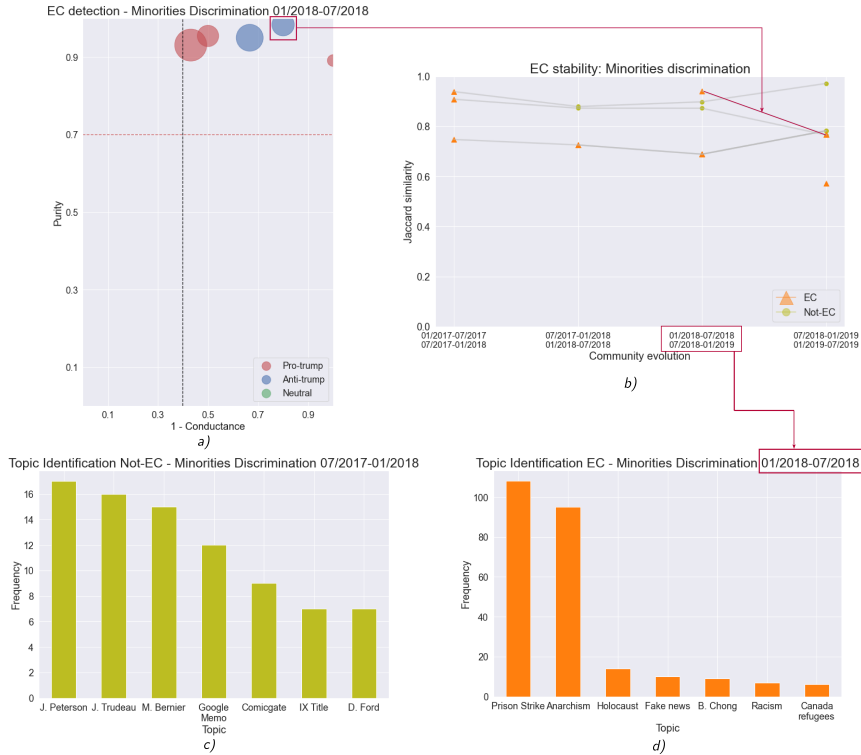 EC detection - Minorities Discrimination 01/2018-07/2018
0.9
0.7
0.5
0.3
0.1
Purity
0.1 0.3 0.5 0.7 0.9
1 - Conductance
Pro-trump
Anti-trump
Neutral
a)
EC stability: Minorities discrimination
1.0
0.8
0.6
0.4
0.2
0.0
Jaccard similarity
EC
Not-EC
01/2017-07/2017 07/2017-01/2018 01/2018-07/2018 07/2018-01/2019
07/2017-01/2018 01/2018-07/2018 07/2018-01/2019 01/2019-07/2019
Community evolution
b)
Topic Identification Not-EC - Minorities Discrimination 07/2017-01/2018
16
14
12
10
8
6
4
2
0
Frequency
J. Peterson J. Trudeau M. Bernier Google Comicgate IX Title D. Ford
Memo
Topic
c)
Topic Identification EC - Minorities Discrimination 01/2018-07/2018
100
80
60
40
20
0
Frequency
Prison Strike Anarchism Holocaust Fake news B. Chong Racism Canada
refugees
Topic
d)